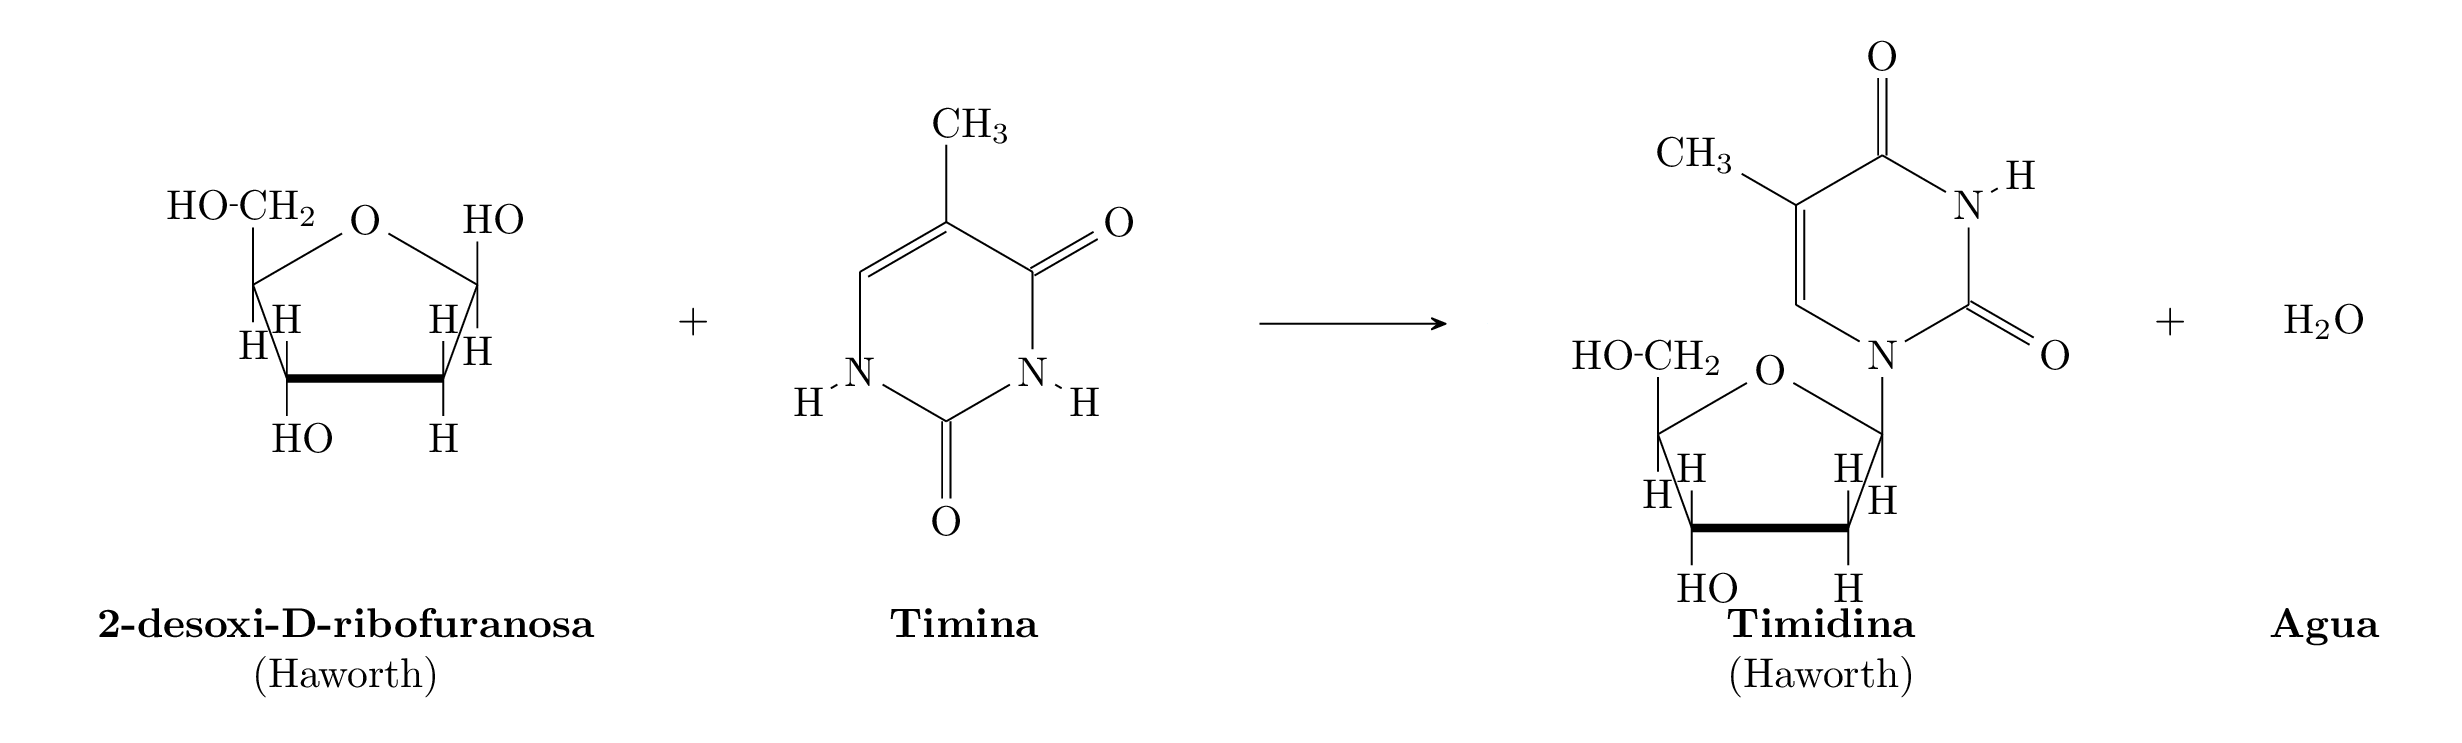 O
CH₃
CH₃
H
HO-CH₂
O
HO
O
N
H
H
H
+
N
N
H
H
O
H
H
HO
H
HO-CH₂
O
N
O
H
H
H
H
HO
H
+
H₂O
2-desoxi-D-ribofuranosa
(Haworth)
Timina
Timidina
(Haworth)
Agua